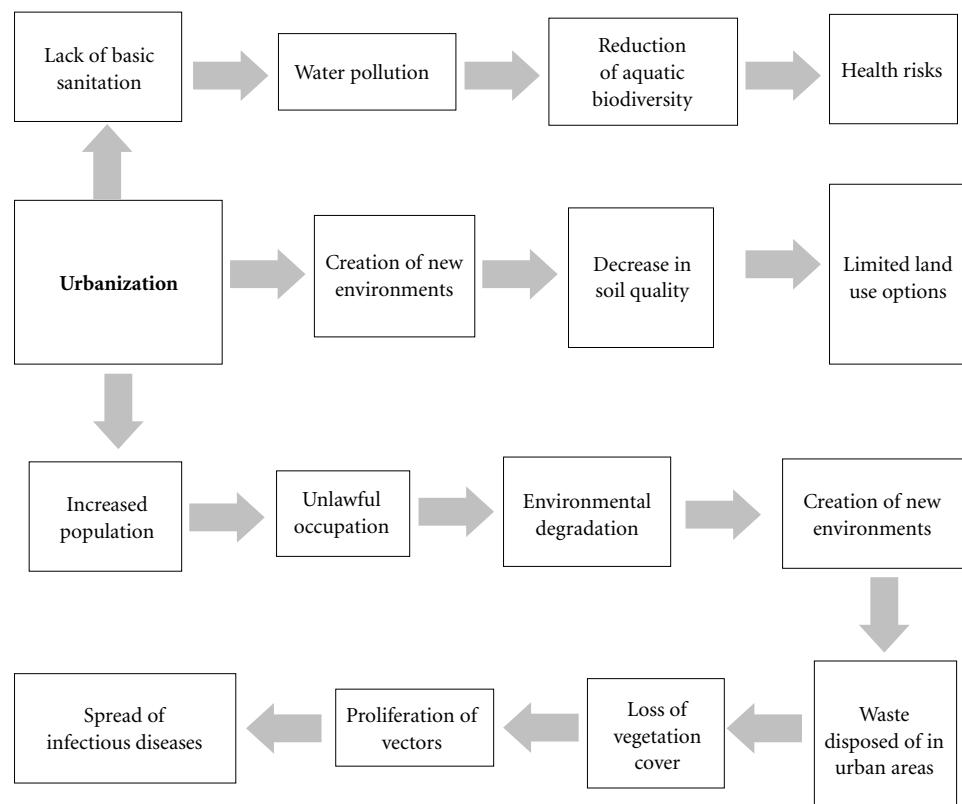 Lack of basic
sanitation
Water pollution
Reduction
of aquatic
biodiversity
Health risks
Urbanization
Creation of new
environments
Decrease in
soil quality
Limited land
use options
Increased
population
Unlawful
occupation
Environmental
degradation
Creation of new
environments
Waste
disposed of in
urban areas
Loss of
vegetation
cover
Proliferation of
vectors
Spread of
infectious diseases